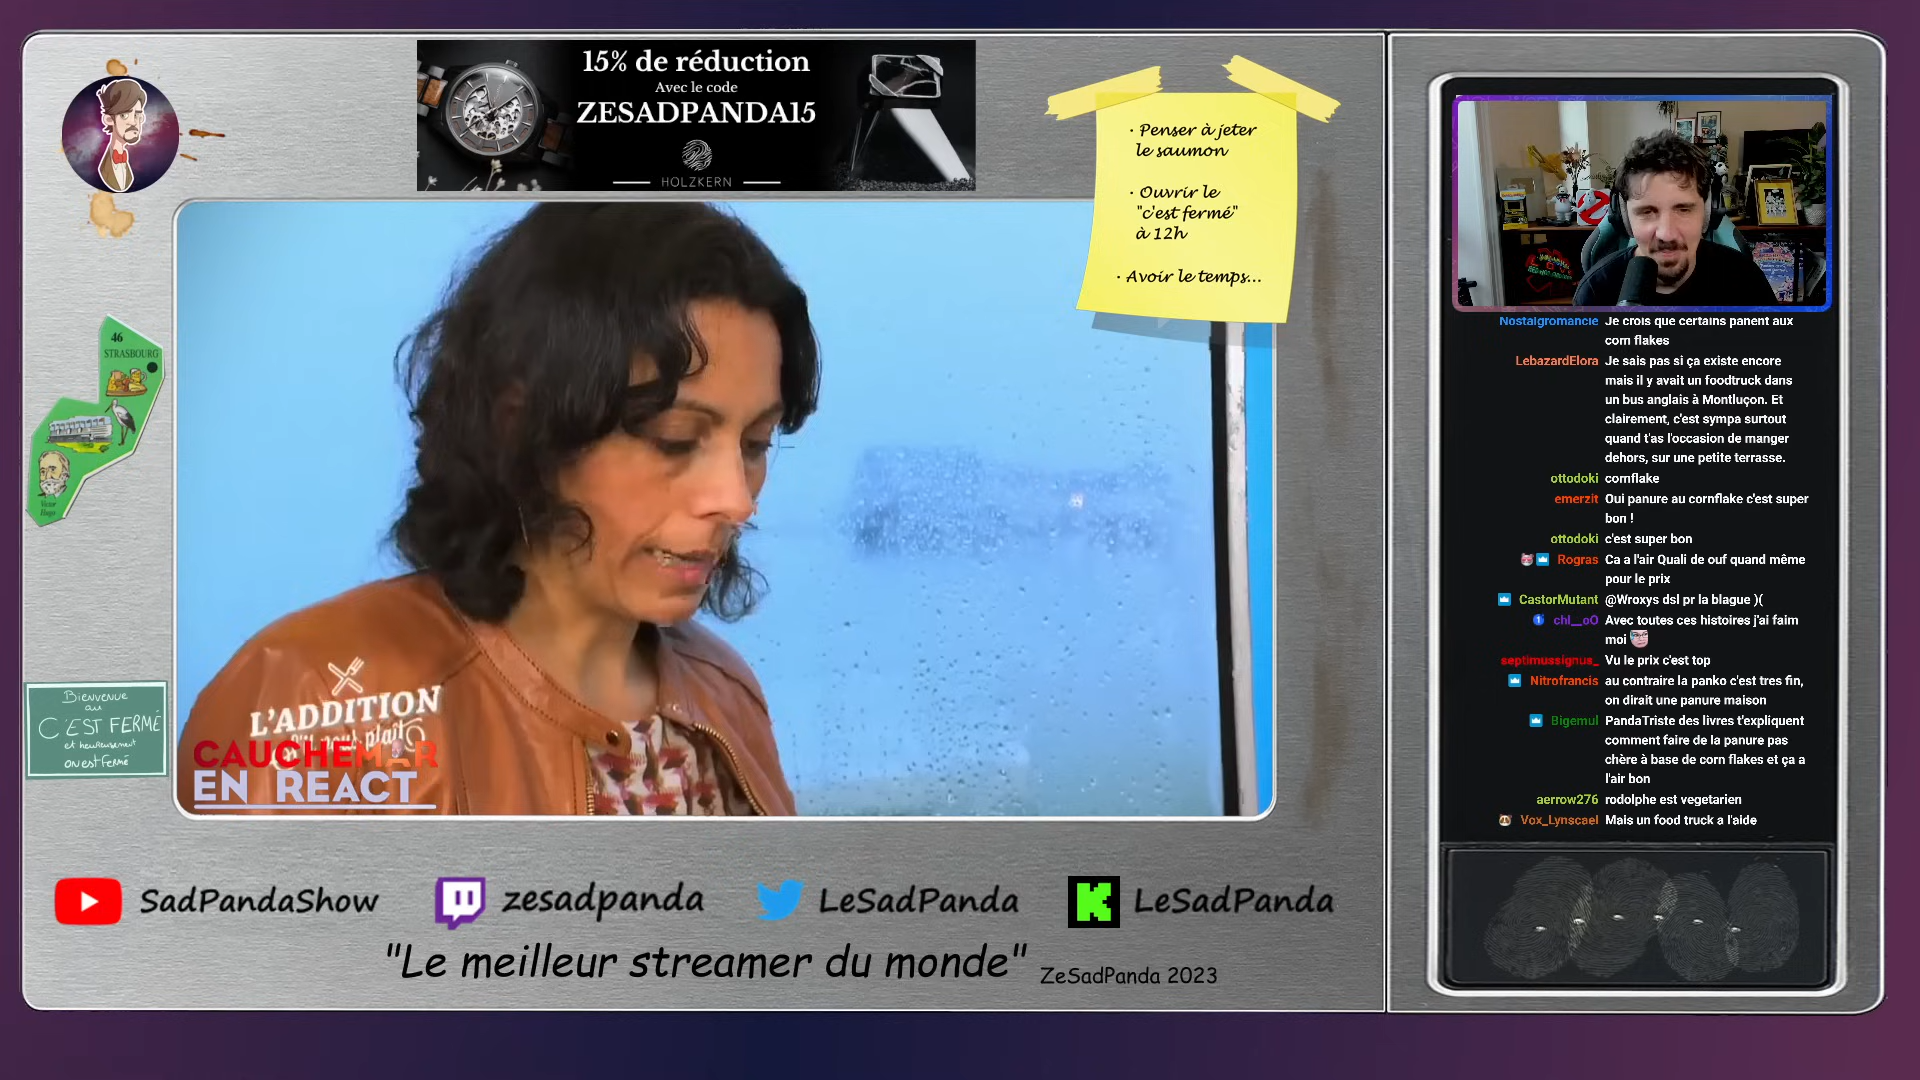 15% de réduction
Avec le code
ZESADPANDA15
HOLZKERN
· Penser à jeter
le saumon
· Ouvrir le
"c'est fermé"
à 12h
· Avoir le temps...
46
STRASBOURG
Victor
Hugo
Bienvenue
au
C'EST FERMÉ
et heureusement
on est fermé
L'ADDITION
s'il vous plaît
CAUCHEMAR
EN REACT
SadPandaShow
zesadpanda
LeSadPanda
LeSadPanda
"Le meilleur streamer du monde"
ZeSadPanda 2023
Nostalgromancie Je crois que certains panent aux
corn flakes
LebazardElora Je sais pas si ça existe encore
mais il y avait un foodtruck dans
un bus anglais à Montluçon. Et
clairement, c'est sympa surtout
quand t'as l'occasion de manger
dehors, sur une petite terrasse.
ottodoki cornflake
emerzit Oui panure au cornflake c'est super
bon !
ottodoki c'est super bon
Rogras Ca a l'air Quali de ouf quand même
pour le prix
CastorMutant @Wroxys dsl pr la blague )(
chl__oO Avec toutes ces histoires j'ai faim
moi
septimussignus_ Vu le prix c'est top
Nitrofrancis au contraire la panko c'est tres fin,
on dirait une panure maison
Bigemul PandaTriste des livres t'expliquent
comment faire de la panure pas
chère à base de corn flakes et ça a
l'air bon
aerrow276 rodolphe est vegetarien
Vox_Lynscael Mais un food truck a l'aide